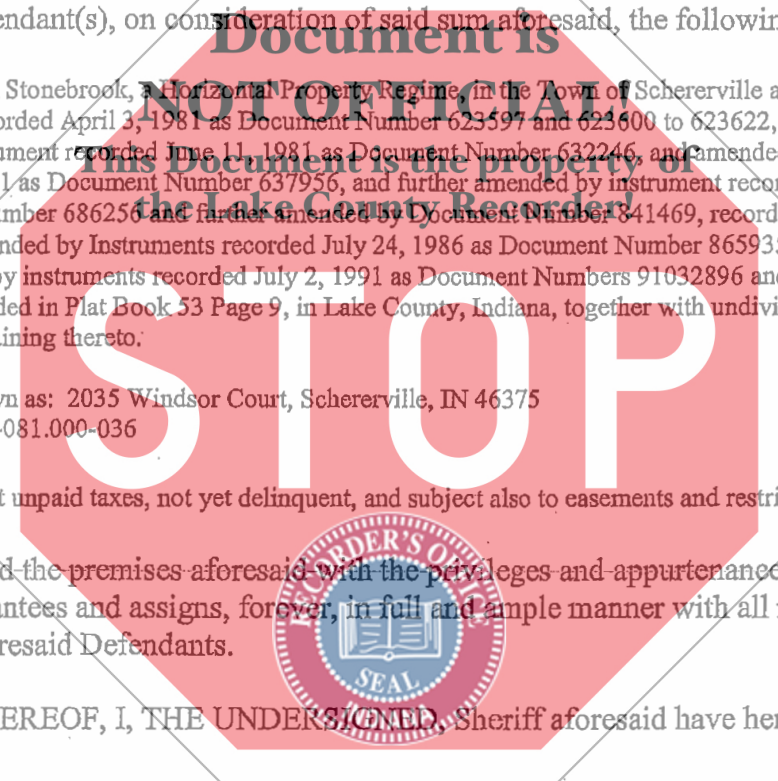 endant(s), on consideration of said sum aforesaid, the followin
Document is
Stonebrook, a Horizontal Property Regime, in the Town of Schererville a
NOT OFFICIAL!
orded April 3, 1981 as Document Number 623597 and 623600 to 623622,
ument recorded June 11, 1981 as Document Number 632246, and amende
This Document is the property of
1 as Document Number 637956, and further amended by instrument recor
the Lake County Recorder!
mber 686256 and further amended by Document Number 841469, record
nded by Instruments recorded July 24, 1986 as Document Number 865935
by instruments recorded July 2, 1991 as Document Numbers 91032896 and
ded in Plat Book 53 Page 9, in Lake County, Indiana, together with undivi
ining thereto.
STOP
vn as: 2035 Windsor Court, Schererville, IN 46375
-081.000-036
t unpaid taxes, not yet delinquent, and subject also to easements and restri
RECORDER'S OFFICE
d the premises aforesaid with the privileges and appurtenance
antees and assigns, forever, in full and ample manner with all
resaid Defendants.
SEAL
INDIANA
EREOF, I, THE UNDERSIGNED, Sheriff aforesaid have her